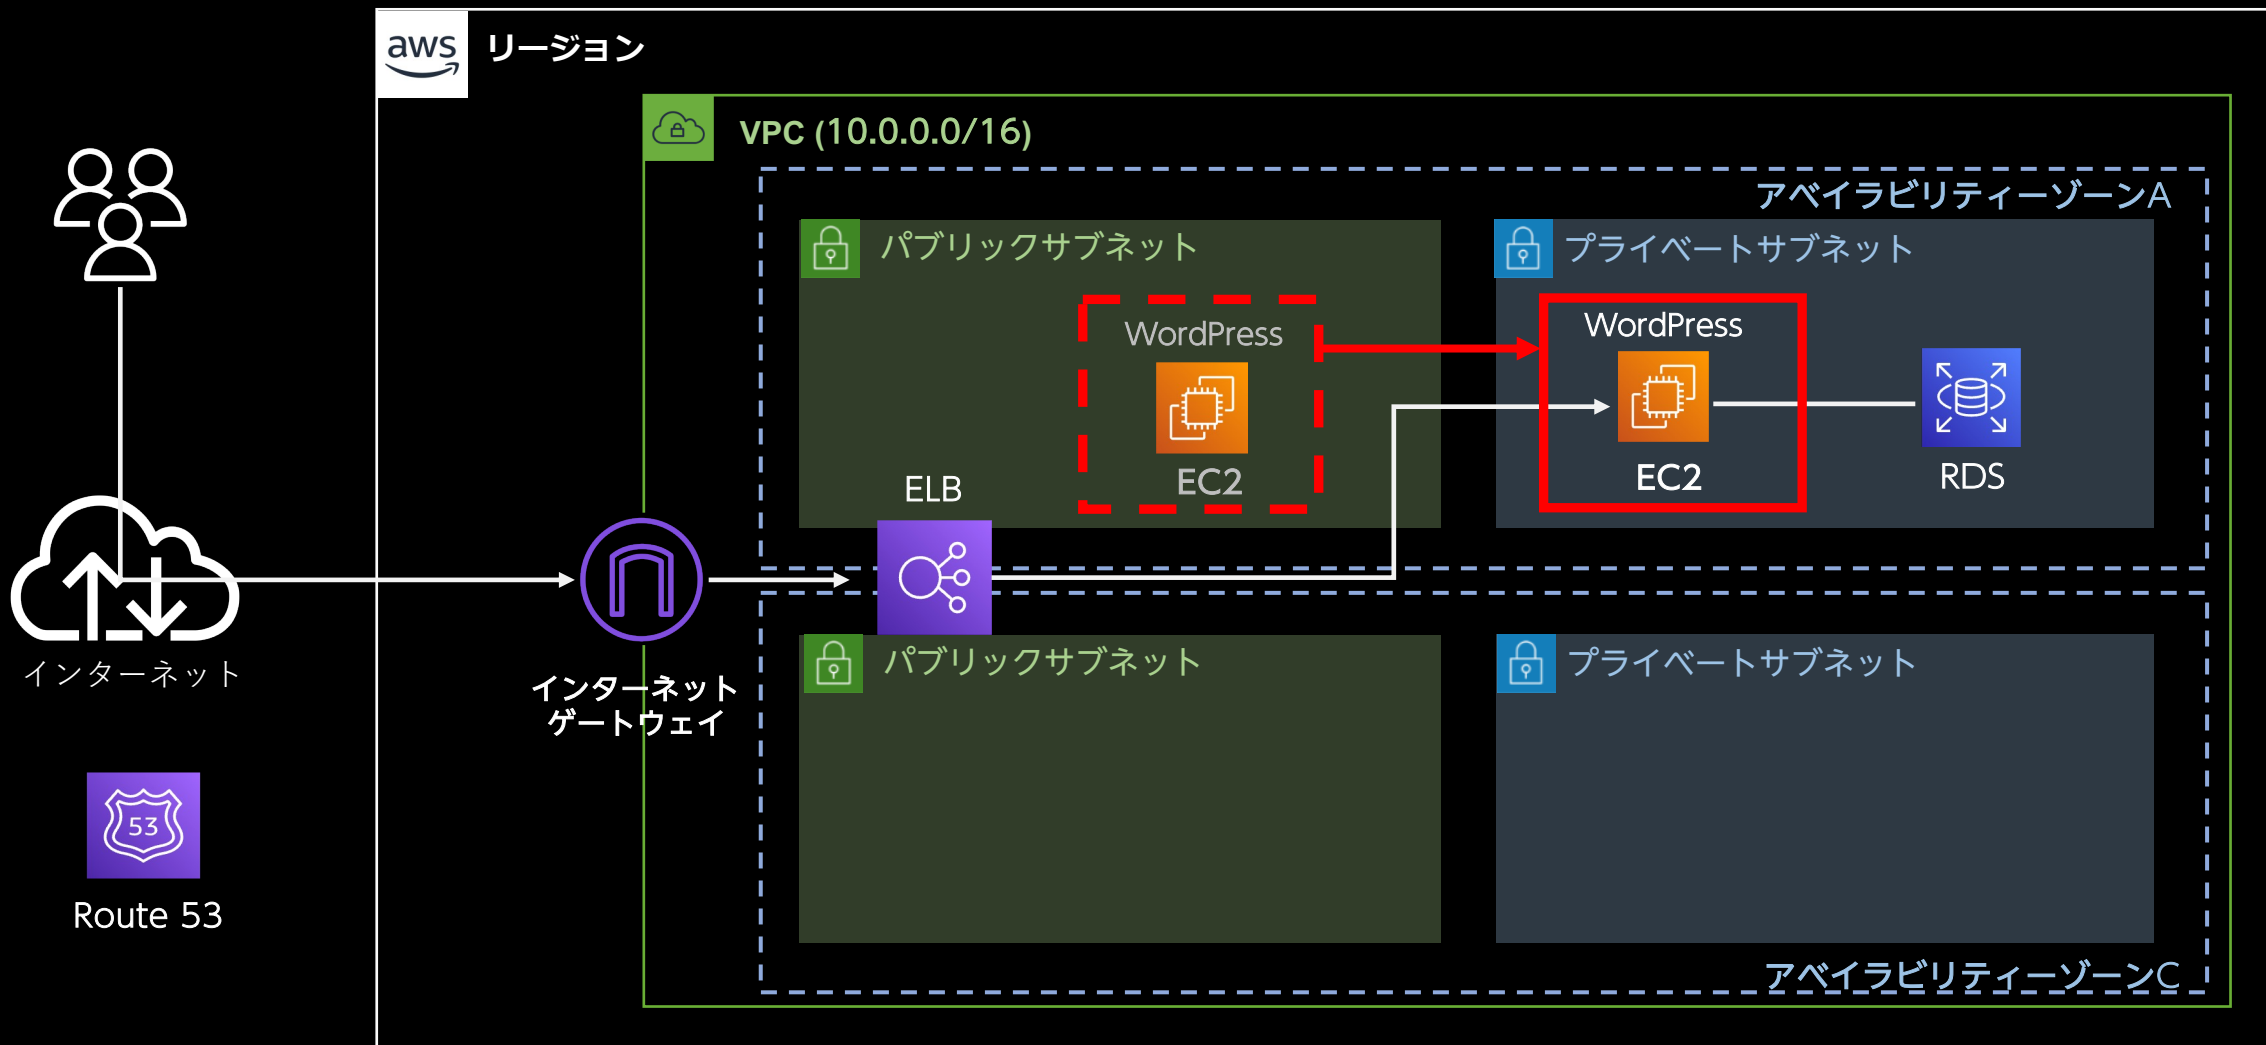 aws
リージョン
VPC (10.0.0.0/16)
アベイラビリティーゾーンA
パブリックサブネット
プライベートサブネット
WordPress
EC2
WordPress
EC2
RDS
ELB
インターネット
インターネット
ゲートウェイ
パブリックサブネット
プライベートサブネット
53
Route 53
アベイラビリティーゾーンC